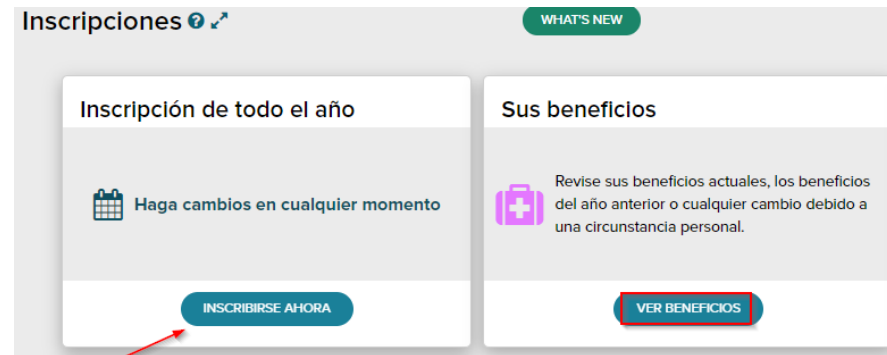 Inscripciones
WHAT'S NEW
Inscripción de todo el año
Haga cambios en cualquier momento
INSCRIBIRSE AHORA
Sus beneficios
Revise sus beneficios actuales, los beneficios
del año anterior o cualquier cambio debido a
una circunstancia personal.
VER BENEFICIOS